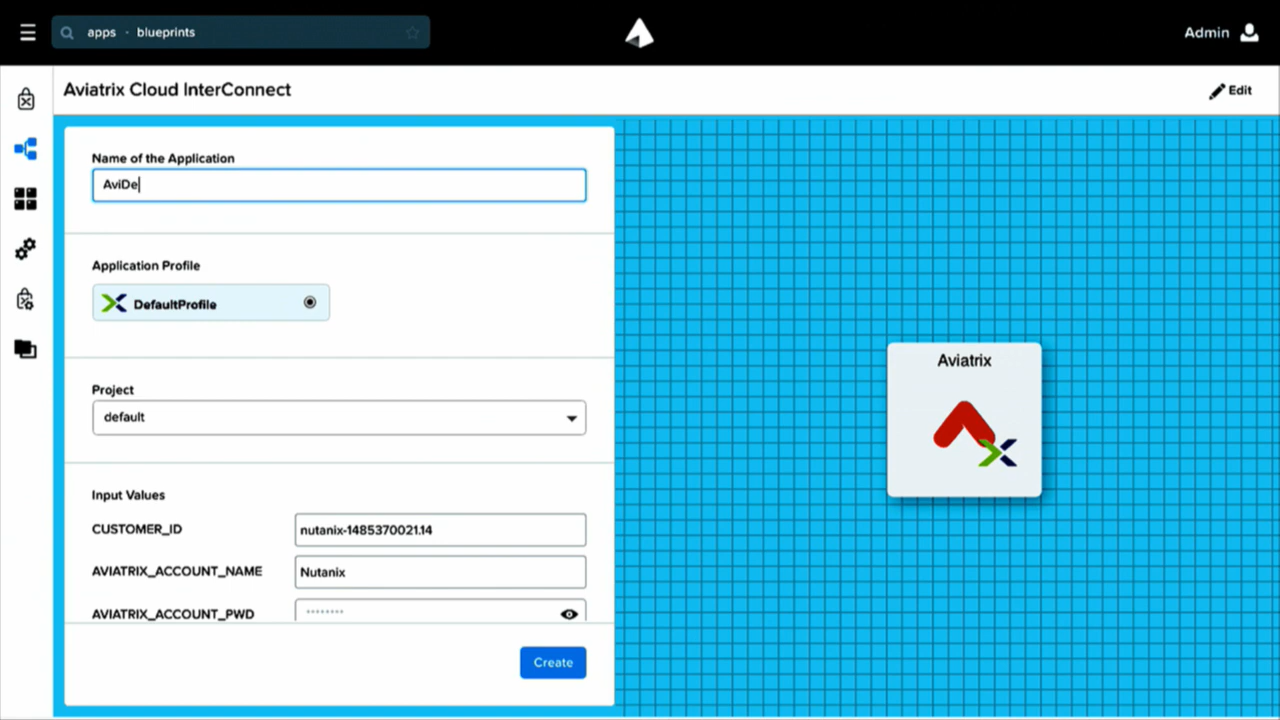 apps · blueprints
Admin
Aviatrix Cloud InterConnect
Edit
Name of the Application
AviDe
Application Profile
DefaultProfile
Project
default
Aviatrix
Input Values
CUSTOMER_ID
nutanix-1485370021.14
AVIATRIX_ACCOUNT_NAME
Nutanix
AVIATRIX_ACCOUNT_PWD
********
Create